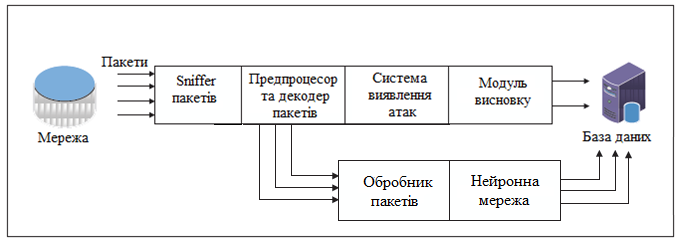 Пакети
Мережа
Sniffer
пакетів
Предпроцесор
та декодер
пакетів
Система
виявлення
атак
Модуль
висновку
База даних
Обробник
пакетів
Нейронна
мережа